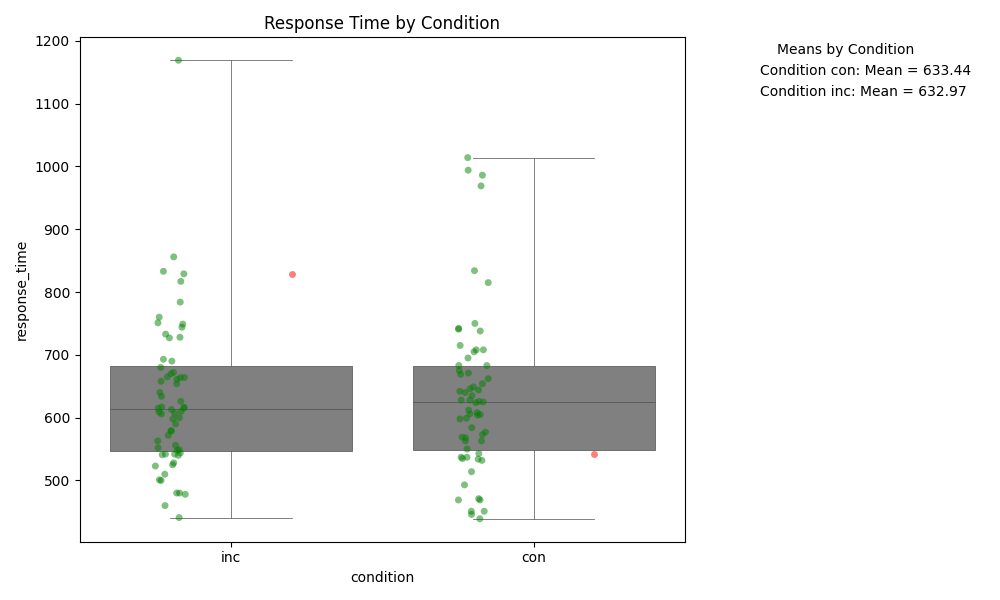 Response Time by Condition
Means by Condition
Condition con: Mean = 633.44
Condition inc: Mean = 632.97
1200
1100
1000
900
800
700
600
500
response_time
inc
con
condition